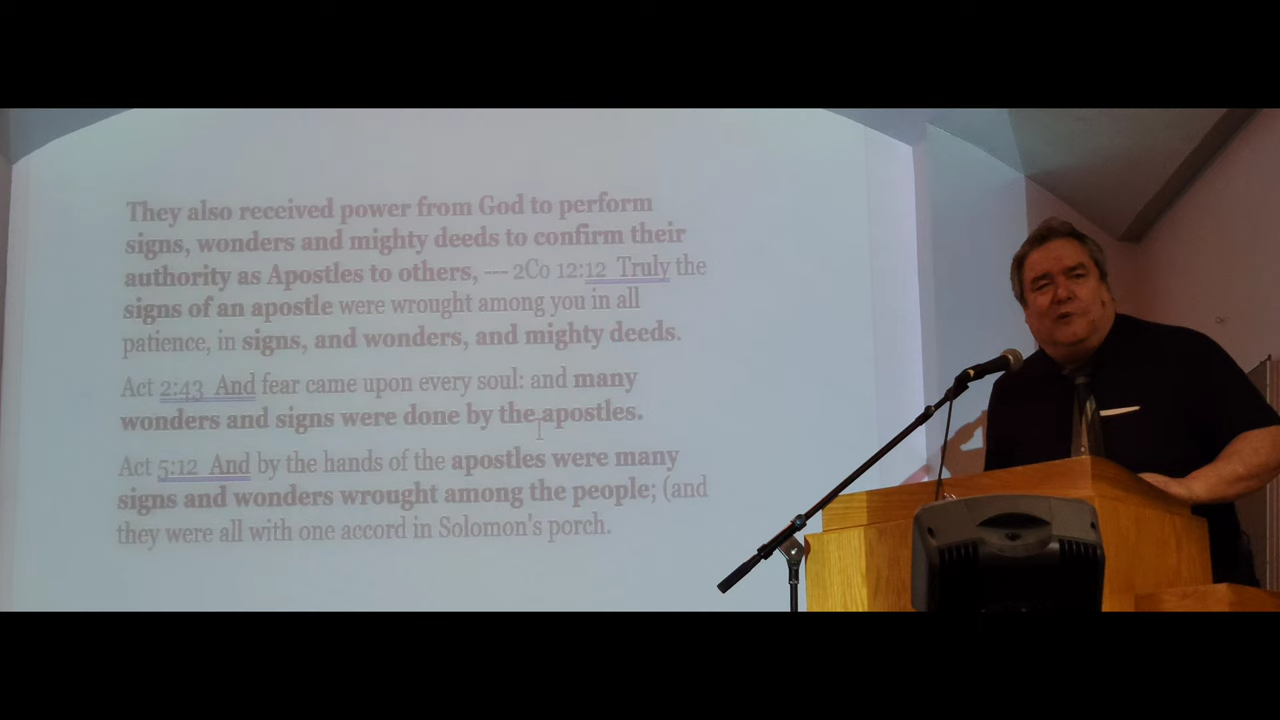 They also received power from God to perform
signs, wonders and mighty deeds to confirm their
authority as Apostles to others, --- 2Co 12:12 Truly the
signs of an apostle were wrought among you in all
patience, in signs, and wonders, and mighty deeds.
Act 2:43 And fear came upon every soul: and many
wonders and signs were done by the apostles.
Act 5:12 And by the hands of the apostles were many
signs and wonders wrought among the people; (and
they were all with one accord in Solomon's porch.